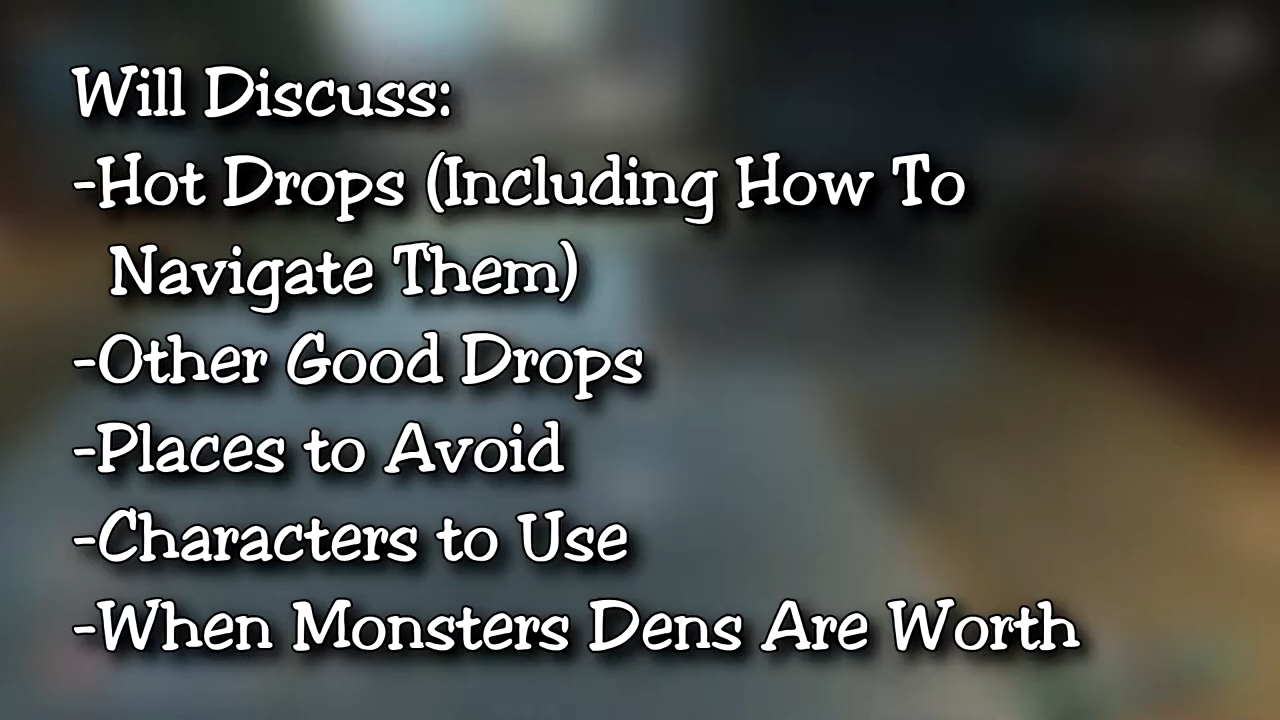 Will Discuss:
-Hot Drops (Including How To
Navigate Them)
-Other Good Drops
-Places to Avoid
-Characters to Use
-When Monsters Dens Are Worth